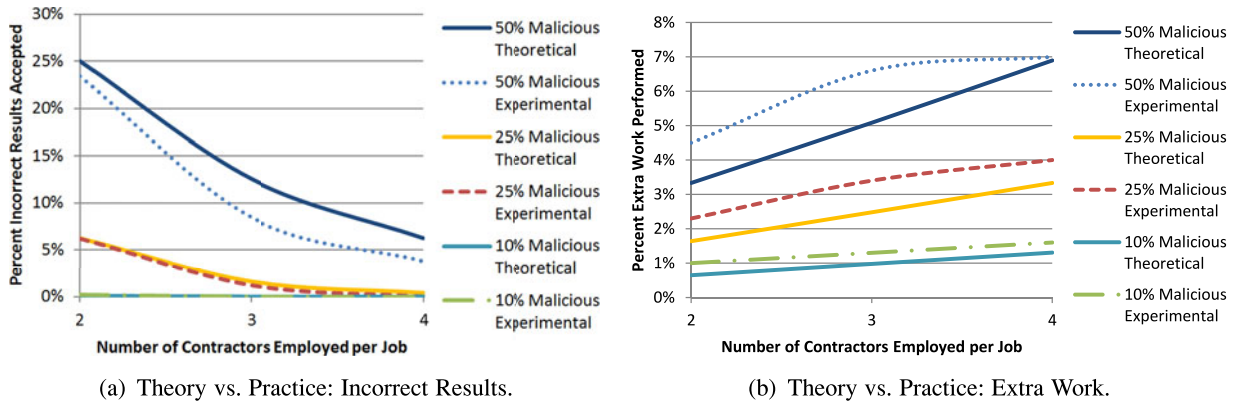 30%
25%
20%
15%
10%
5%
0%
Percent Incorrect Results Accepted
2
3
4
Number of Contractors Employed per Job
50% Malicious
Theoretical
50% Malicious
Experimental
25% Malicious
Theoretical
25% Malicious
Experimental
10% Malicious
Theoretical
10% Malicious
Experimental
(a) Theory vs. Practice: Incorrect Results.
8%
7%
6%
5%
4%
3%
2%
1%
0%
Percent Extra Work Performed
2
3
4
Number of Contractors Employed per Job
50% Malicious
Theoretical
50% Malicious
Experimental
25% Malicious
Theoretical
25% Malicious
Experimental
10% Malicious
Theoretical
10% Malicious
Experimental
(b) Theory vs. Practice: Extra Work.